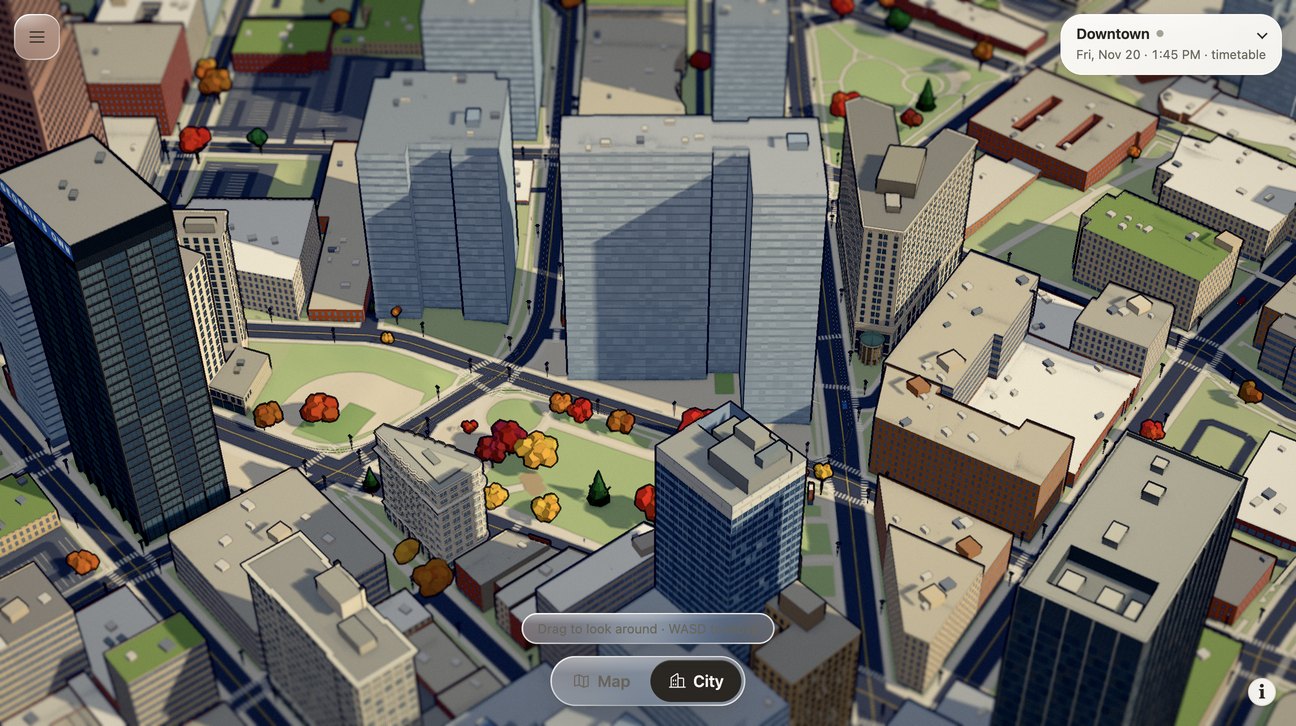 Downtown
Fri, Nov 20 · 1:45 PM · timetable
Drag to look around · WASD
Map
City
i